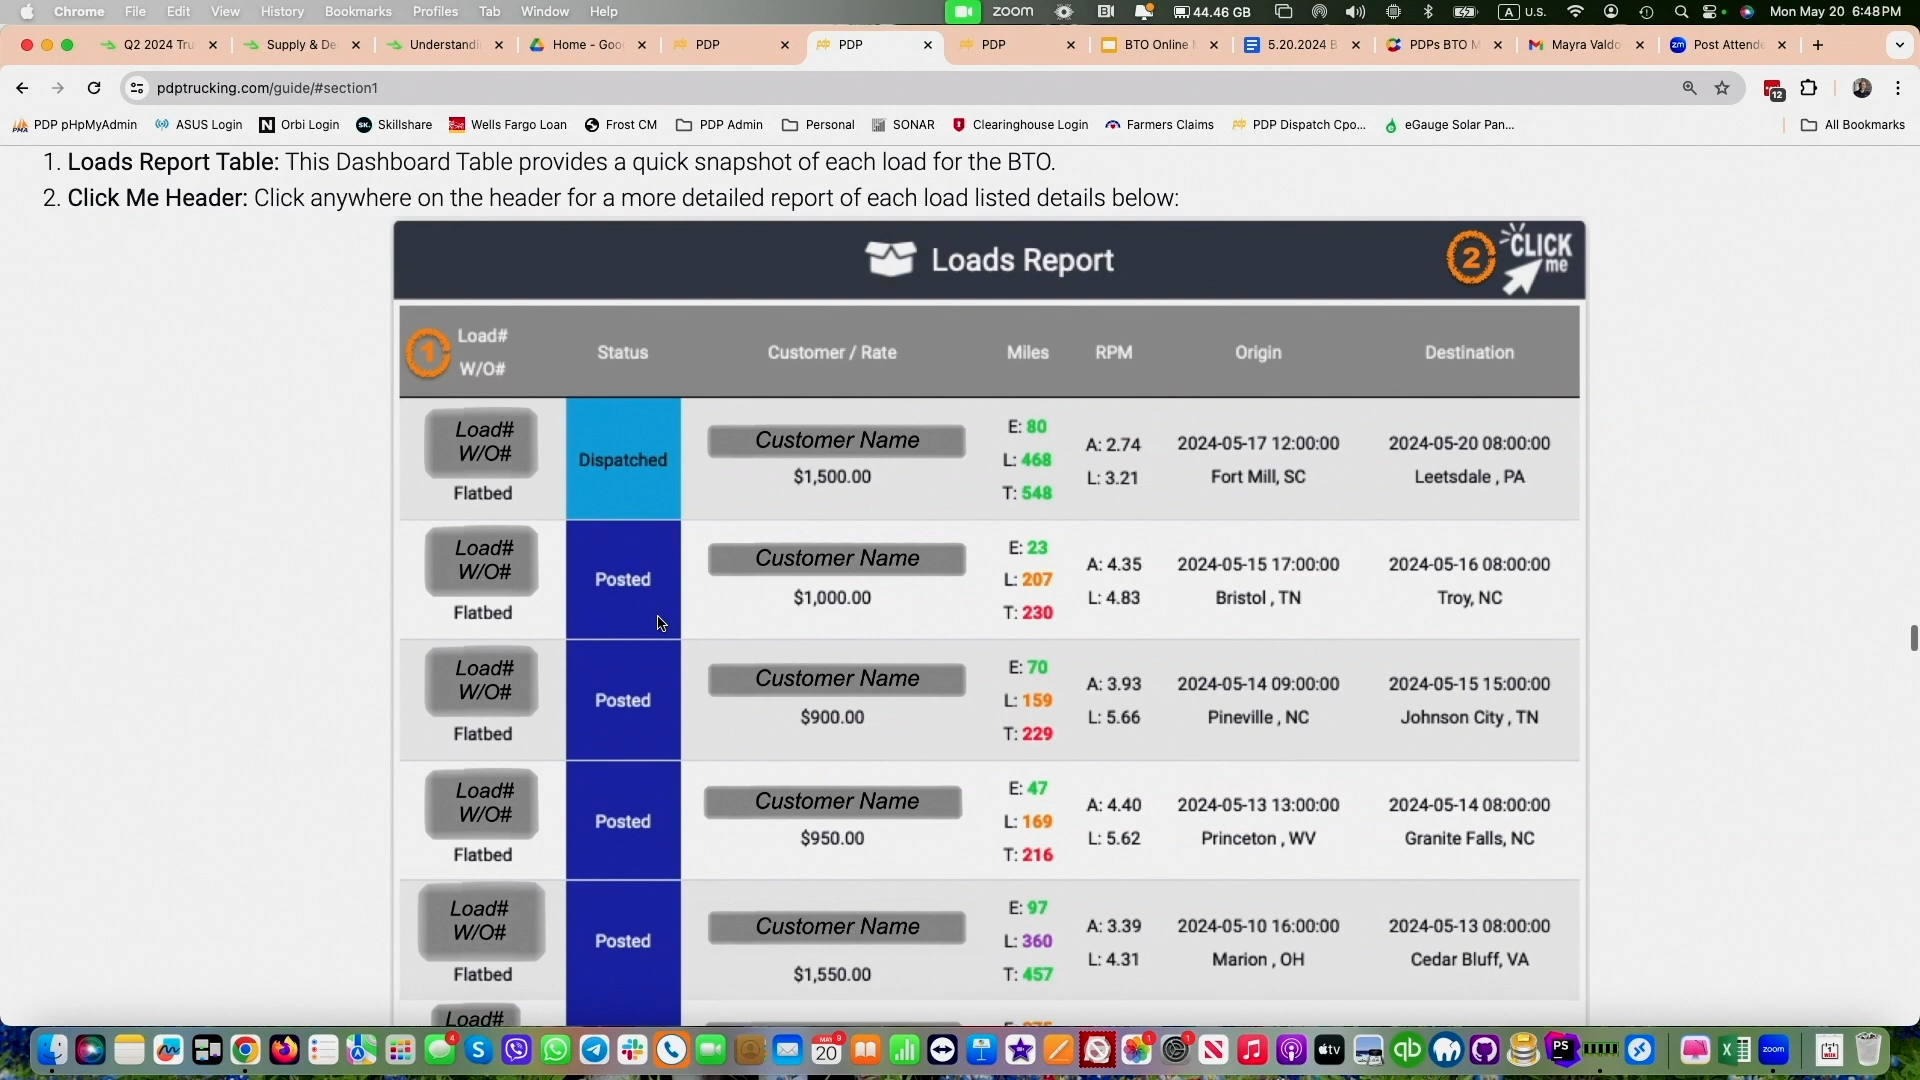 Chrome File Edit View History Bookmarks Profiles Tab Window Help zoom 44.46 GB A U.S. Mon May 20 6:48 PM
Q2 2024 Tru Supply & De Understandi Home - Goo PDP PDP PDP BTO Online M 5.20.2024 B PDPs BTO M Mayra Valdo Post Attende
pdptrucking.com/guide/#section1 12
PDP pHpMyAdmin ASUS Login Orbi Login Skillshare Wells Fargo Loan Frost CM PDP Admin Personal SONAR Clearinghouse Login Farmers Claims PDP Dispatch Cpo... eGauge Solar Pan... All Bookmarks
1. Loads Report Table: This Dashboard Table provides a quick snapshot of each load for the BTO.
2. Click Me Header: Click anywhere on the header for a more detailed report of each load listed details below:
Loads Report 2 CLICK me
1 Load# W/O# Status Customer / Rate Miles RPM Origin Destination
Load# W/O# Flatbed
Dispatched
Customer Name
$1,500.00
E: 80
L: 468
T: 548
A: 2.74
L: 3.21
2024-05-17 12:00:00
Fort Mill, SC
2024-05-20 08:00:00
Leetsdale , PA
Load# W/O# Flatbed
Posted
Customer Name
$1,000.00
E: 23
L: 207
T: 230
A: 4.35
L: 4.83
2024-05-15 17:00:00
Bristol , TN
2024-05-16 08:00:00
Troy, NC
Load# W/O# Flatbed
Posted
Customer Name
$900.00
E: 70
L: 159
T: 229
A: 3.93
L: 5.66
2024-05-14 09:00:00
Pineville , NC
2024-05-15 15:00:00
Johnson City , TN
Load# W/O# Flatbed
Posted
Customer Name
$950.00
E: 47
L: 169
T: 216
A: 4.40
L: 5.62
2024-05-13 13:00:00
Princeton , WV
2024-05-14 08:00:00
Granite Falls, NC
Load# W/O# Flatbed
Posted
Customer Name
$1,550.00
E: 97
L: 360
T: 457
A: 3.39
L: 4.31
2024-05-10 16:00:00
Marion , OH
2024-05-13 08:00:00
Cedar Bluff, VA
Load#
4 MAY 20 9 1 1 tv qb PS zoom